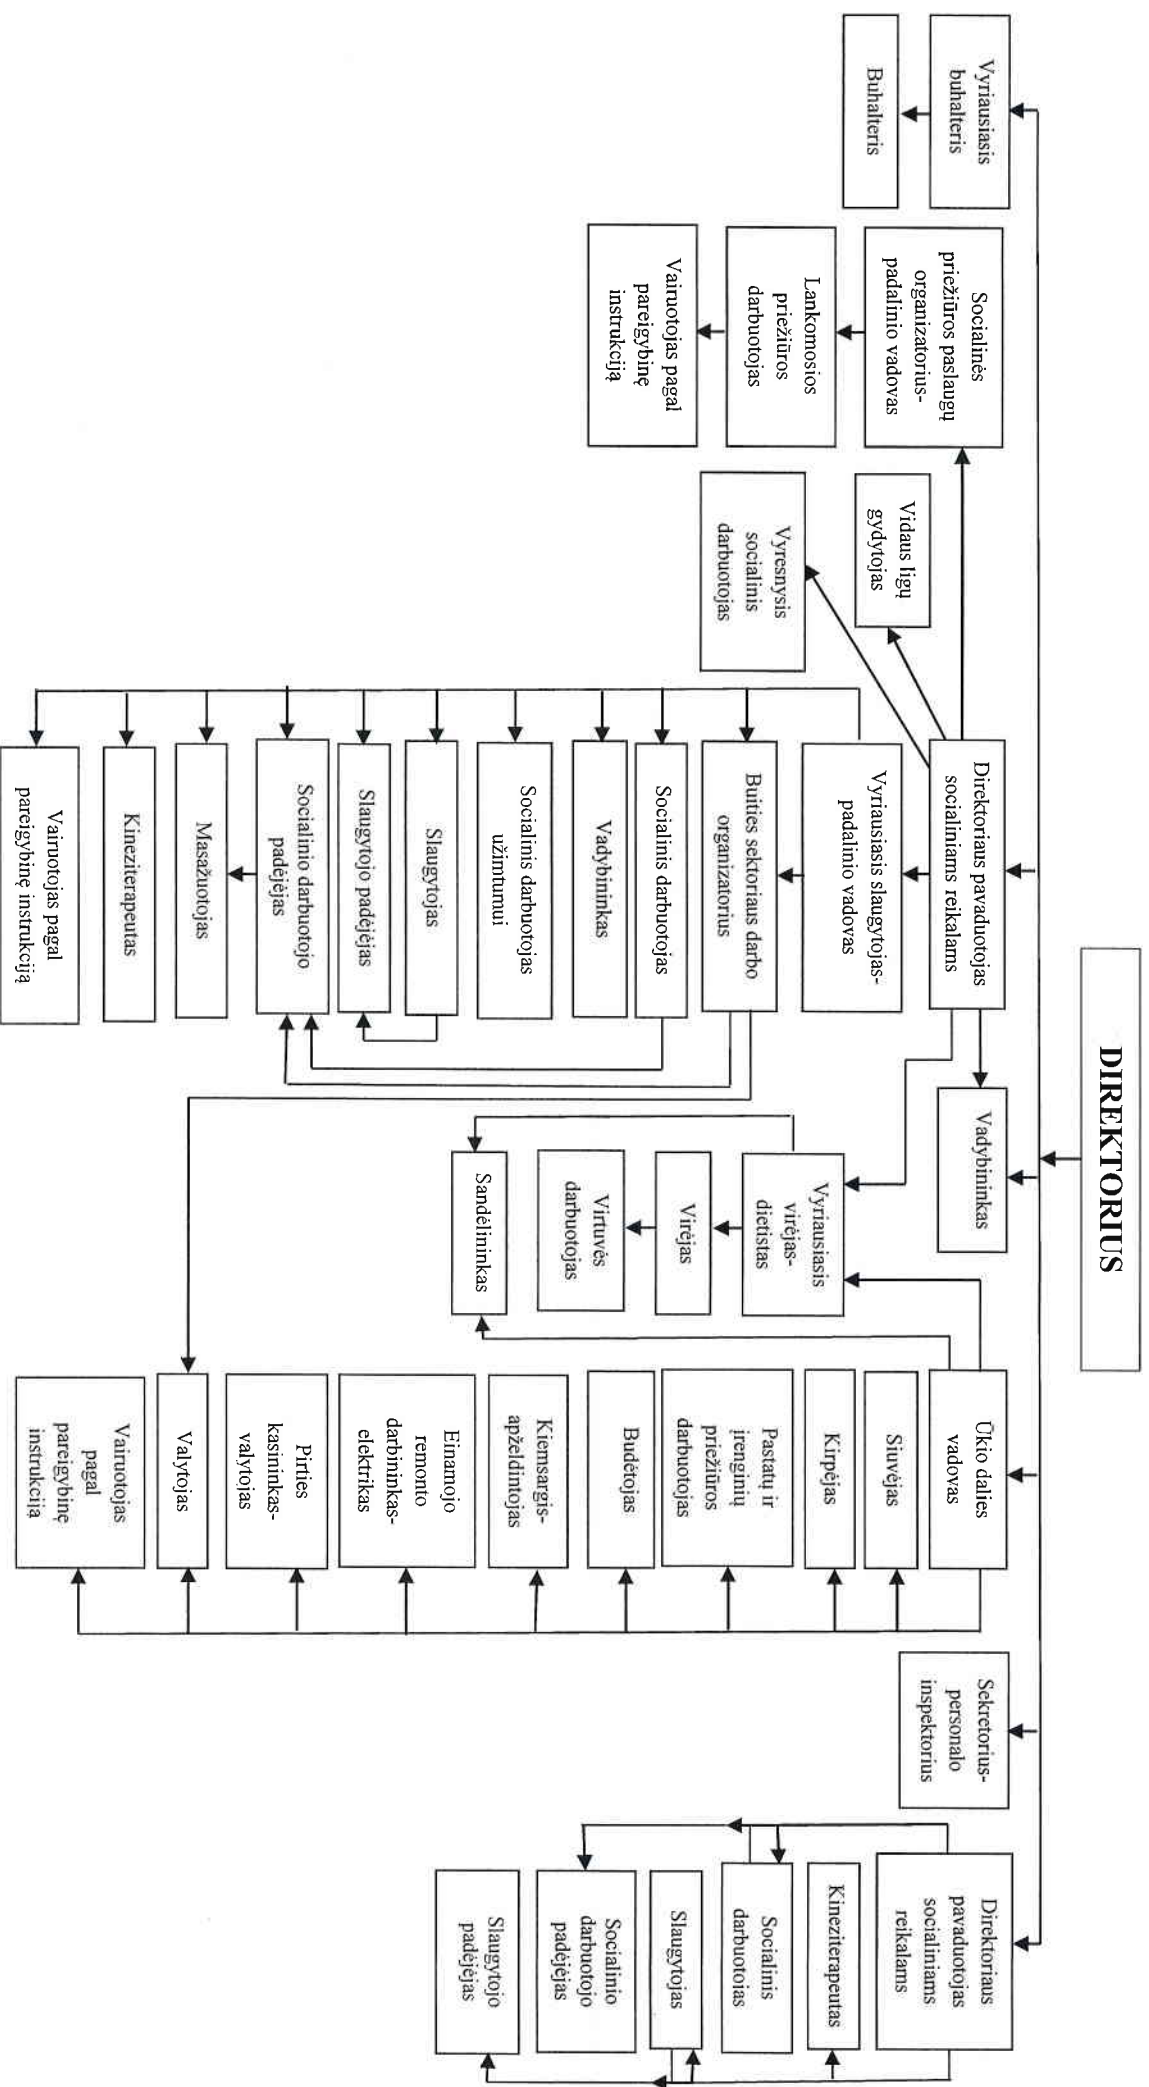 DIREKTORIUS
Vyriausiasis
buhalteris
Buhalteris
Socialinės
priežiūros paslaugų
organizatorius-
padalinio vadovas
Lankomosios
priežiūros
darbuotojas
Vairuotojas pagal
pareigybinę
instrukciją
Vidaus ligų
gydytojas
Vyresnysis
socialinis
darbuotojas
Direktoriaus pavaduotojas
socialiniams reikalams
Vyriausiasis slaugytojas-
padalinio vadovas
Buities sektoriaus darbo
organizatorius
Socialinis darbuotojas
Vadybininkas
Socialinis darbuotojas
užimtumui
Slaugytojas
Slaugytojo padėjėjas
Socialinio darbuotojo
padėjėjas
Masažuotojas
Kineziterapeutas
Vairuotojas pagal
pareigybinę instrukciją
Vadybininkas
Vyriausiasis
virėjas-
dietistas
Virėjas
Virtuvės
darbuotojas
Sandėlininkas
Ūkio dalies
vadovas
Siuvėjas
Kirpėjas
Pastatų ir
įrenginių
priežiūros
darbuotojas
Budėtojas
Kiemsargis-
apželdintojas
Einamojo
remonto
darbininkas-
elektrikas
Pirties
kasininkas-
valytojas
Valytojas
Vairuotojas
pagal
pareigybinę
instrukciją
Sekretorius-
personalo
inspektorius
Direktoriaus
pavaduotojas
socialiniams
reikalams
Kineziterapeutas
Socialinis
darbuotojas
Slaugytojas
Socialinio
darbuotojo
padėjėjas
Slaugytojo
padėjėjas